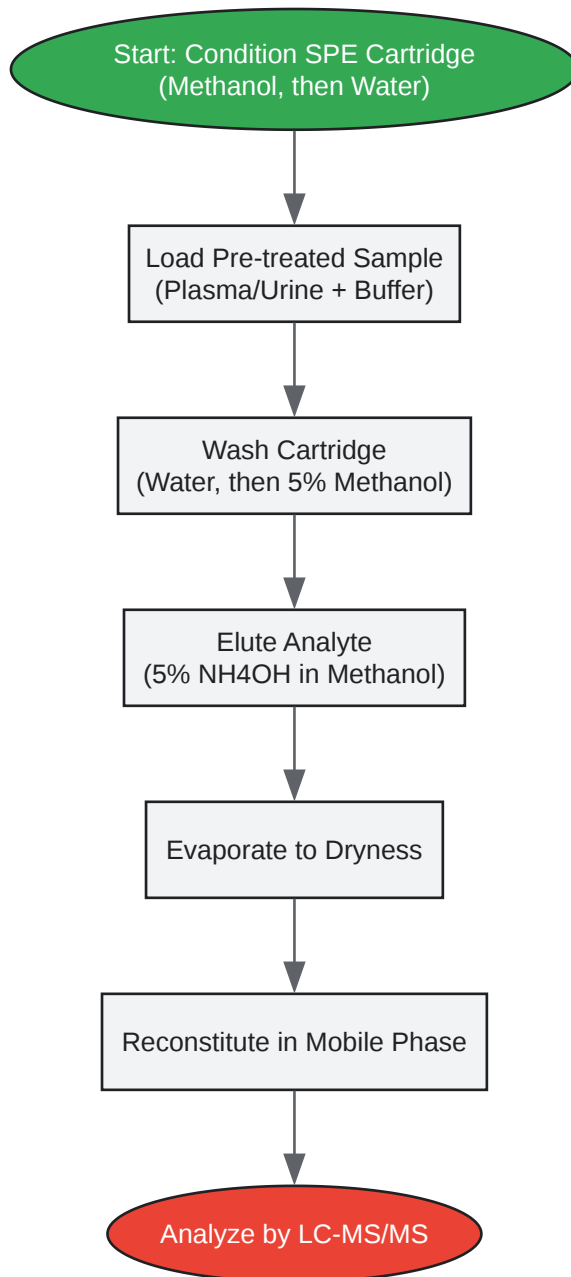 Start: Condition SPE Cartridge
(Methanol, then Water)
Load Pre-treated Sample
(Plasma/Urine + Buffer)
Wash Cartridge
(Water, then 5% Methanol)
Elute Analyte
(5% NH4OH in Methanol)
Evaporate to Dryness
Reconstitute in Mobile Phase
Analyze by LC-MS/MS